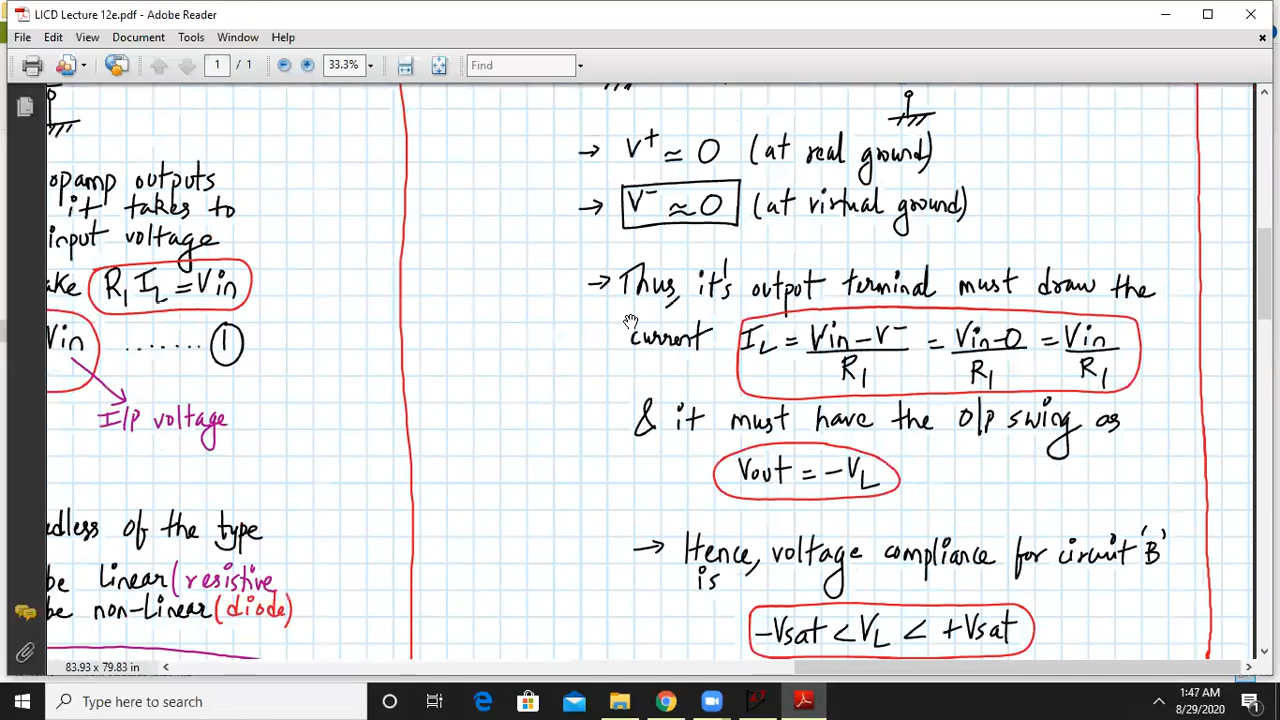 LICD Lecture 12e.pdf - Adobe Reader
File Edit View Document Tools Window Help
1 / 1 33.3% Find
opamp outputs
it takes to
input voltage
ake R1 IL = Vin
Vin ........ 1
I/P voltage
dless of the type
be linear (resistive
be non-linear (diode)
→ V+ ≃ 0 (at real ground)
→ V- ≈ 0 (at virtual ground)
→ Thus, it's output terminal must draw the
current IL = Vin - V- / R1 = Vin - 0 / R1 = Vin / R1
& it must have the O/P swing as
Vout = -VL
→ Hence, voltage compliance for circuit 'B'
is
-Vsat < VL < +Vsat
83.93 x 79.83 in
Type here to search
1:47 AM
8/29/2020
1